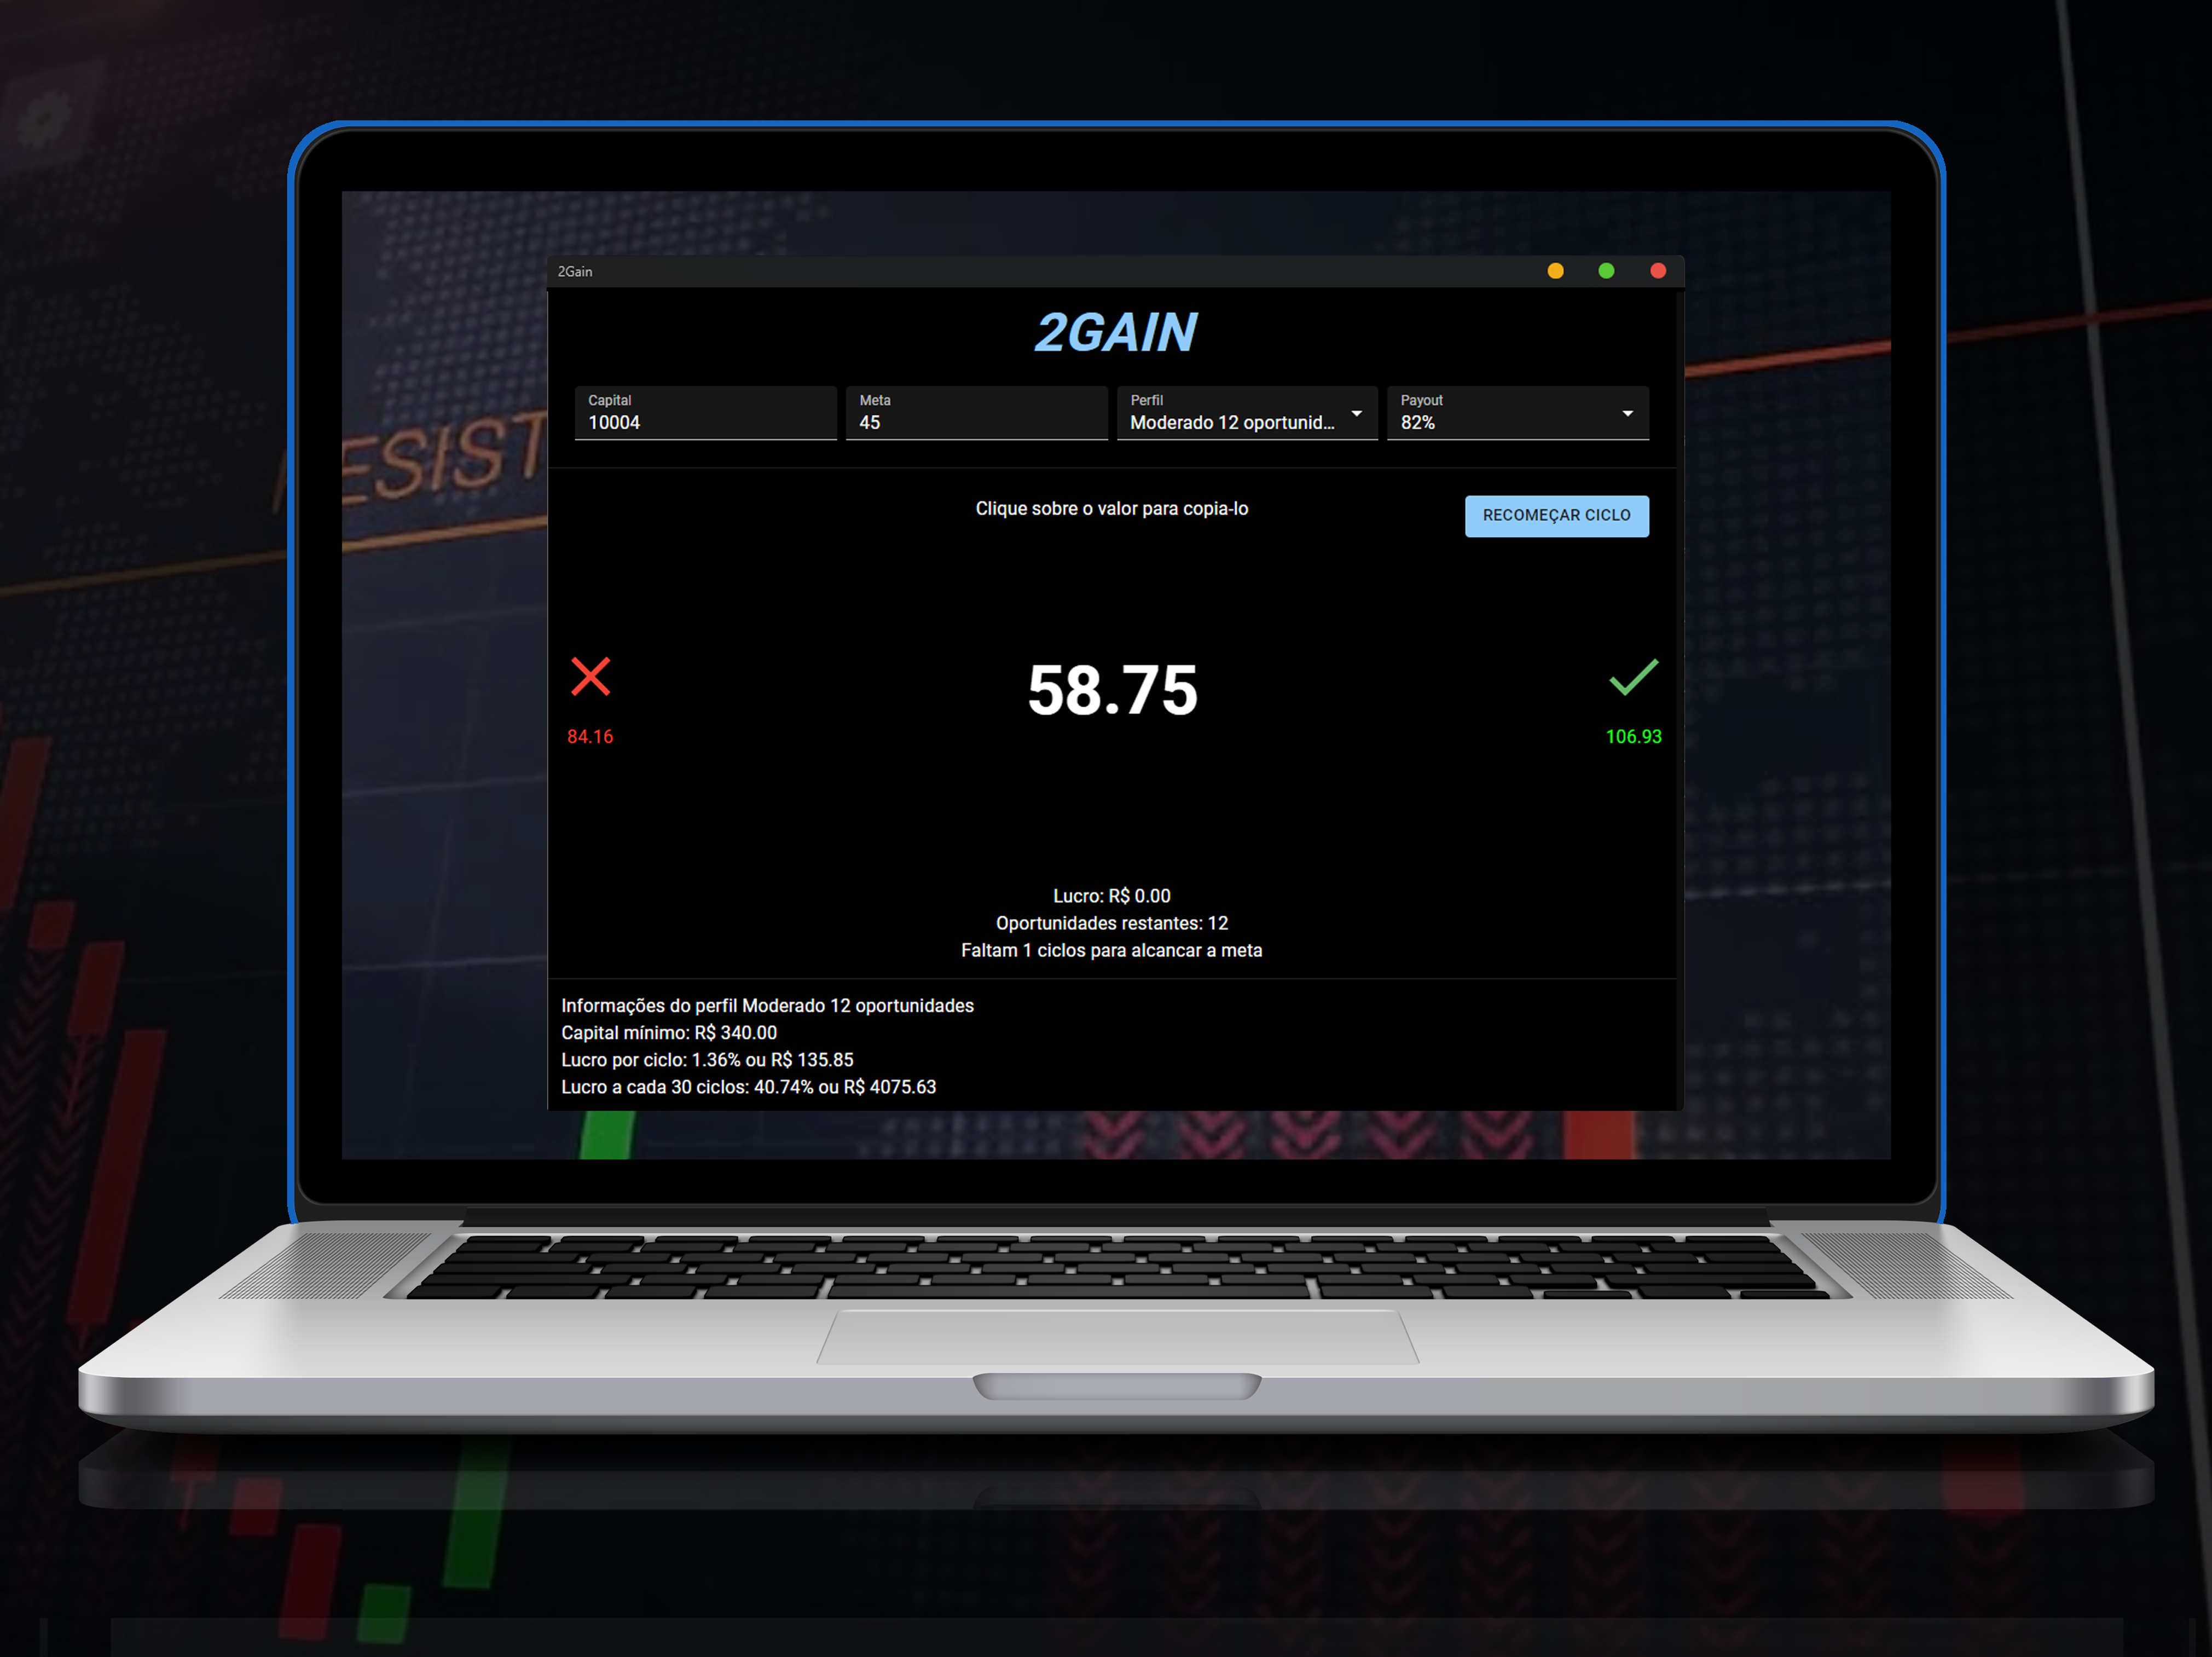 2Gain
2GAIN
Capital
10004
Meta
45
Perfil
Moderado 12 oportunid...
Payout
82%
RESIST
Clique sobre o valor para copia-lo
RECOMEÇAR CICLO
58.75
84.16
106.93
Lucro: R$ 0.00
Oportunidades restantes: 12
Faltam 1 ciclos para alcancar a meta
Informações do perfil Moderado 12 oportunidades
Capital mínimo: R$ 340.00
Lucro por ciclo: 1.36% ou R$ 135.85
Lucro a cada 30 ciclos: 40.74% ou R$ 4075.63